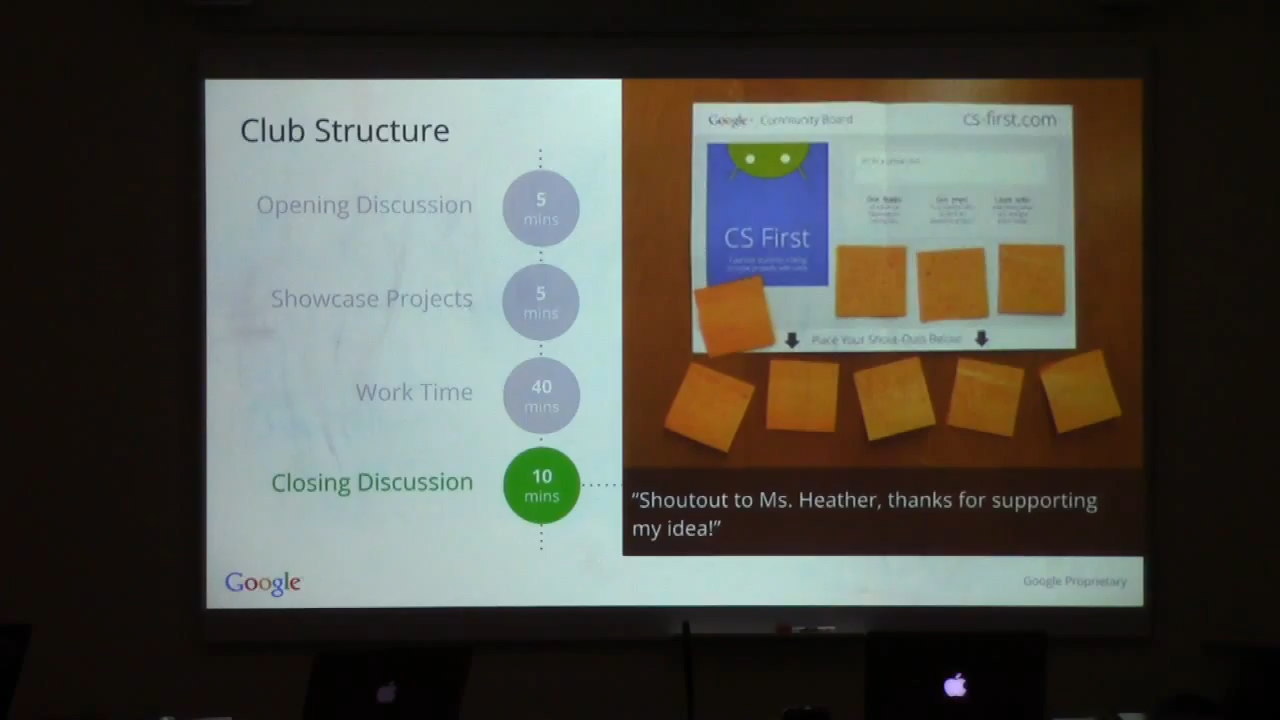 Club Structure
Opening Discussion
5
mins
Showcase Projects
5
mins
Work Time
40
mins
Closing Discussion
10
mins
Google+ Community Board
cs-first.com
CS First
Place Your Shout-Outs Below
“Shoutout to Ms. Heather, thanks for supporting
my idea!”
Google
Google Proprietary